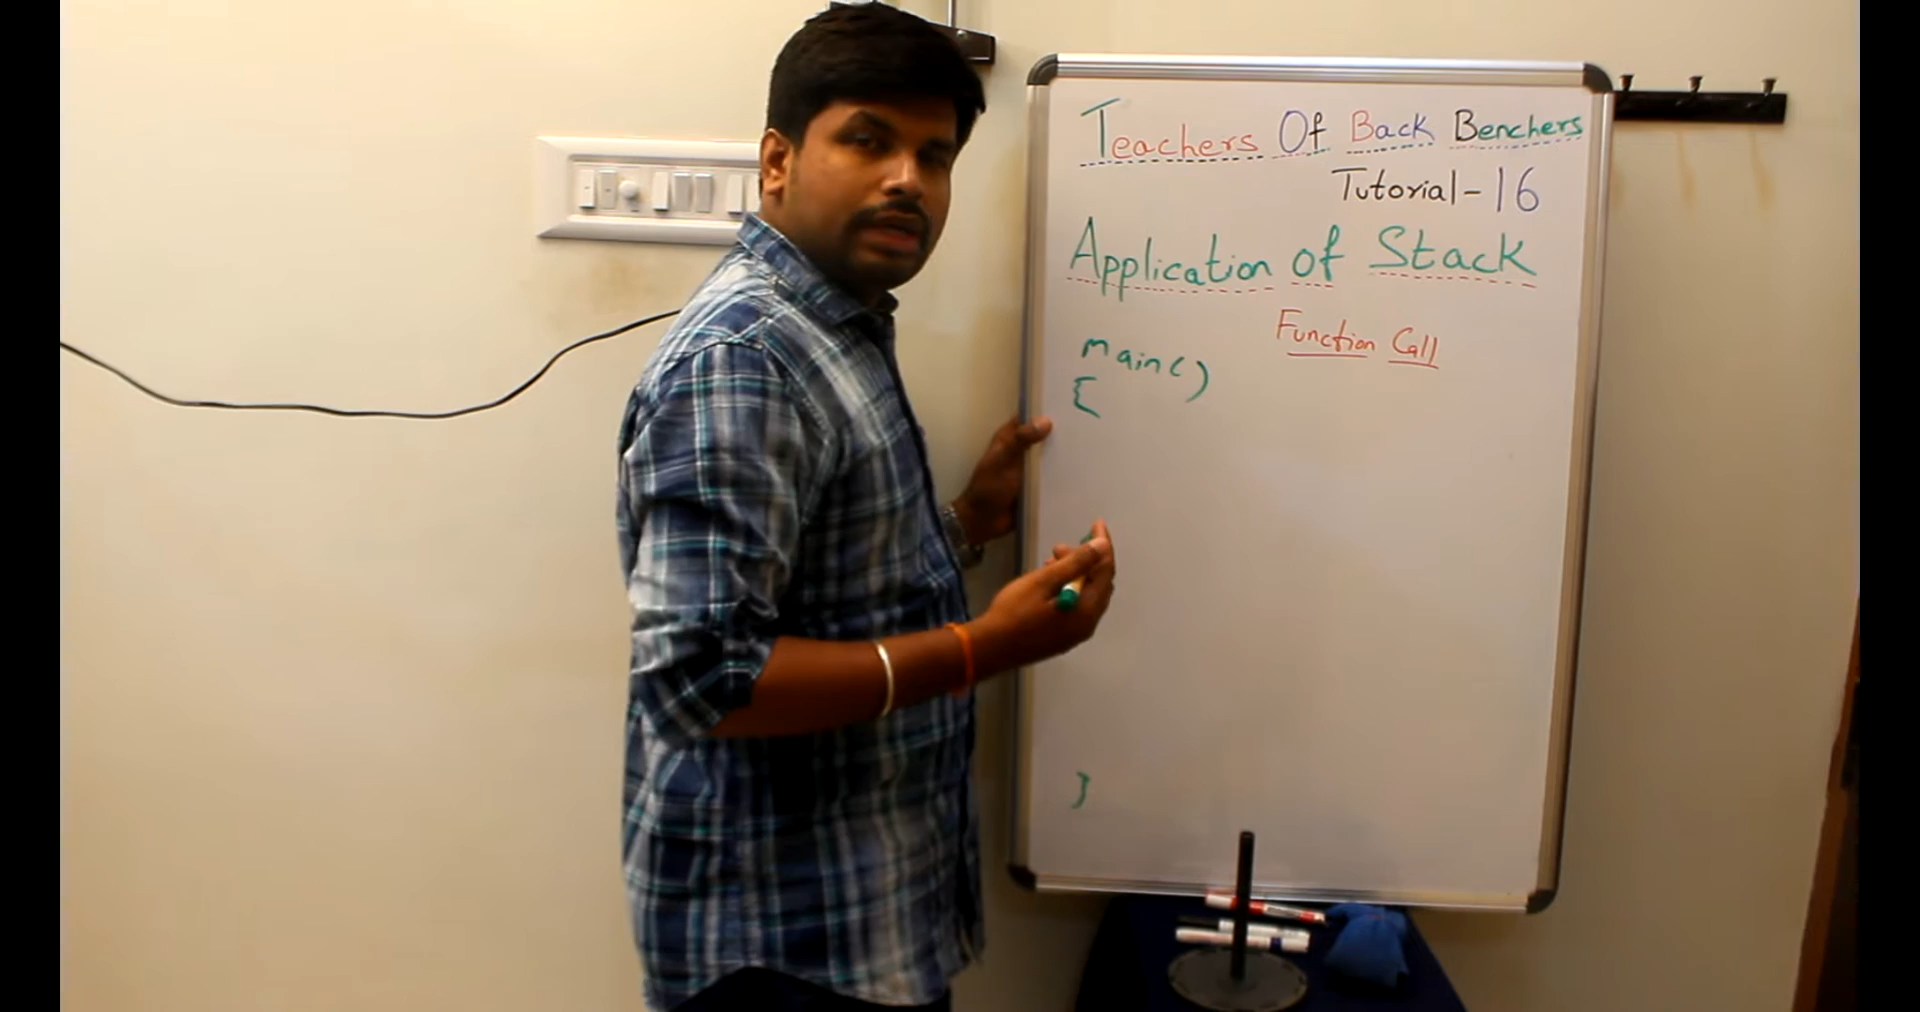 Teachers Of Back Benchers
Tutorial-16
Application of Stack
Function Call
main()
{
}